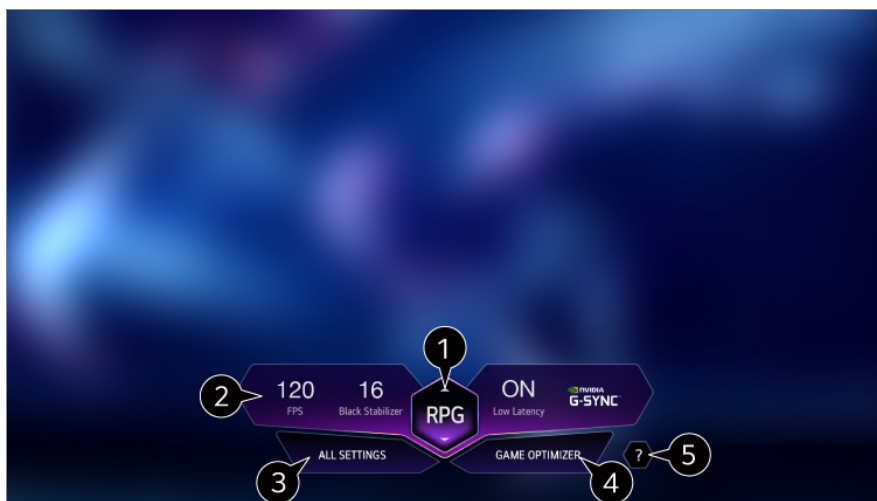 1
2
120
FPS
16
Black Stabilizer
RPG
ON
Low Latency
NVIDIA
G-SYNC
ALL SETTINGS
GAME OPTIMIZER
?
3
4
5